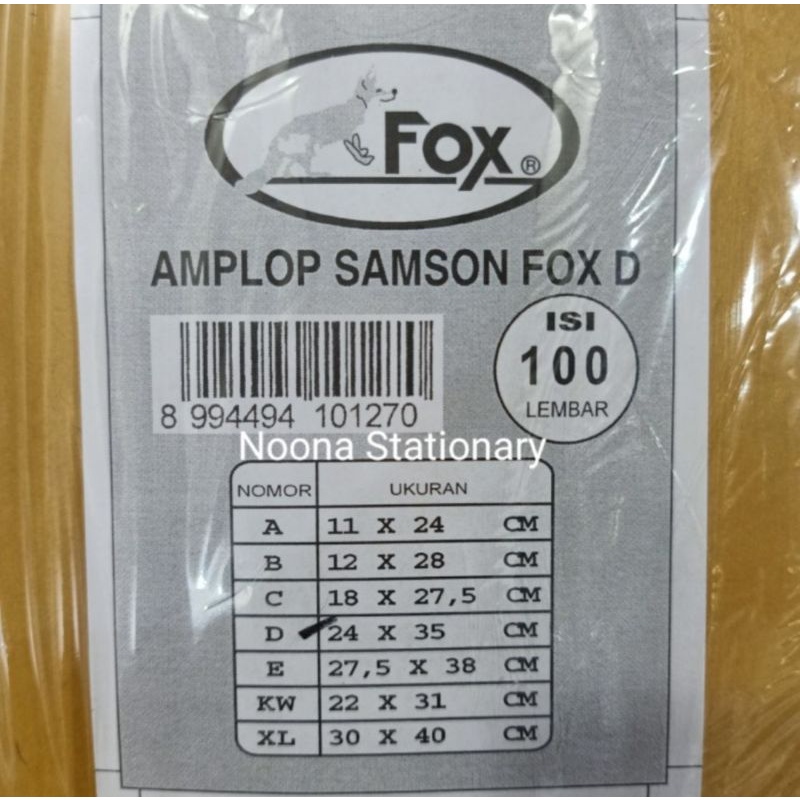 FOX ®
AMPLOP SAMSON FOX D
ISI
100
LEMBAR
8 994494 101270
Noona Stationary
NOMOR UKURAN
A 11 X 24 CM
B 12 X 28 CM
C 18 X 27,5 CM
D 24 X 35 CM
E 27,5 X 38 CM
KW 22 X 31 CM
XL 30 X 40 CM